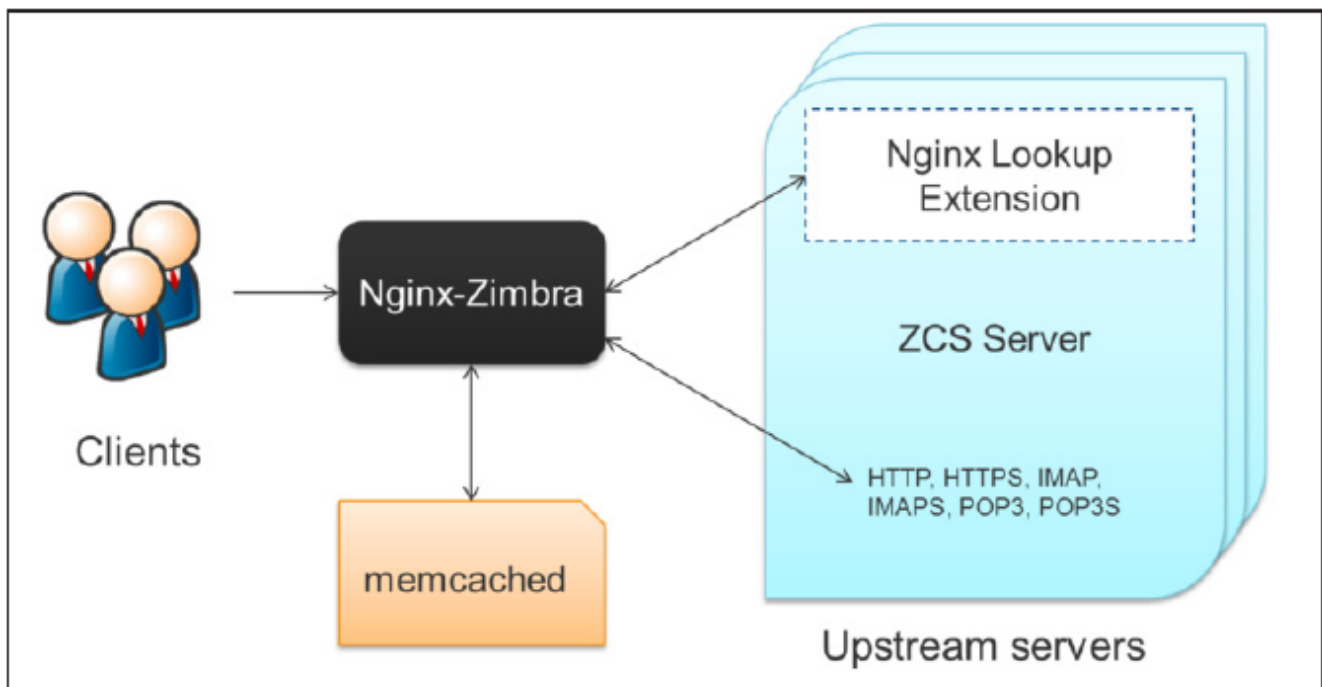 Clients
Nginx-Zimbra
memcached
Nginx Lookup
Extension
ZCS Server
HTTP, HTTPS, IMAP,
IMAPS, POP3, POP3S
Upstream servers